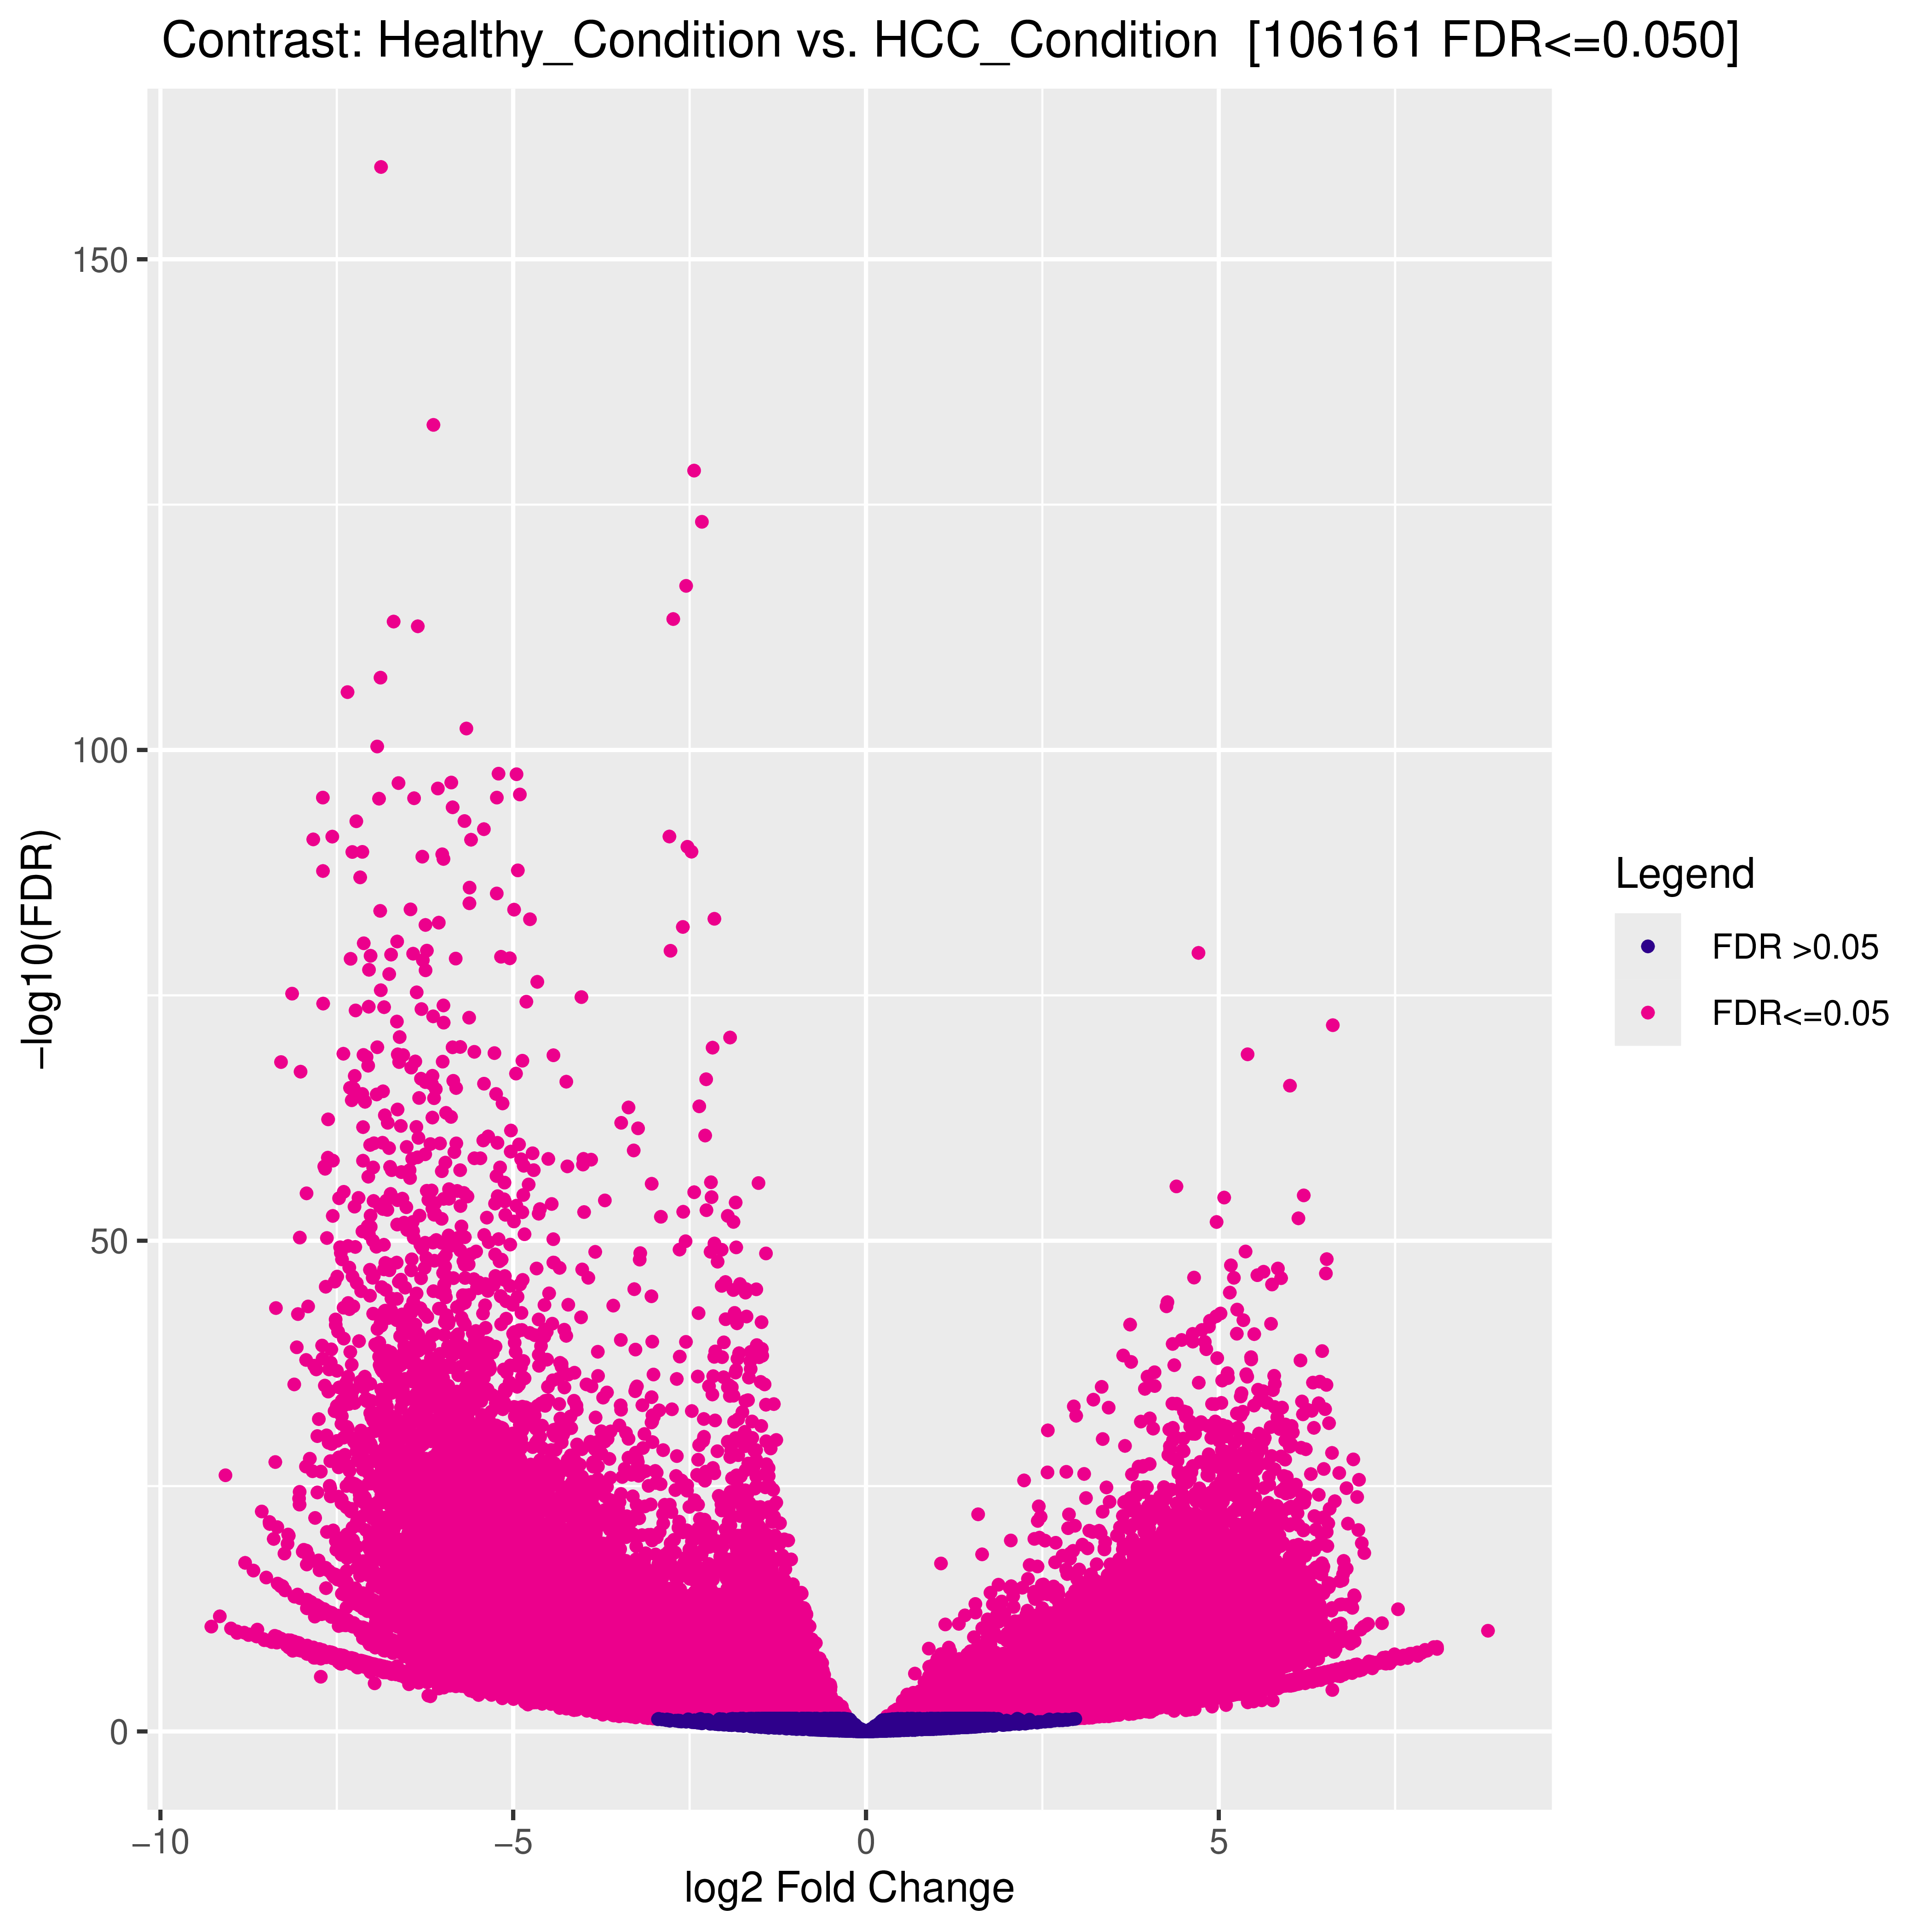 Contrast: Healthy_Condition vs. HCC_Condition [106161 FDR<=0.050]
150
100
50
0
−10
−5
0
5
−log10(FDR)
log2 Fold Change
Legend
FDR >0.05
FDR<=0.05